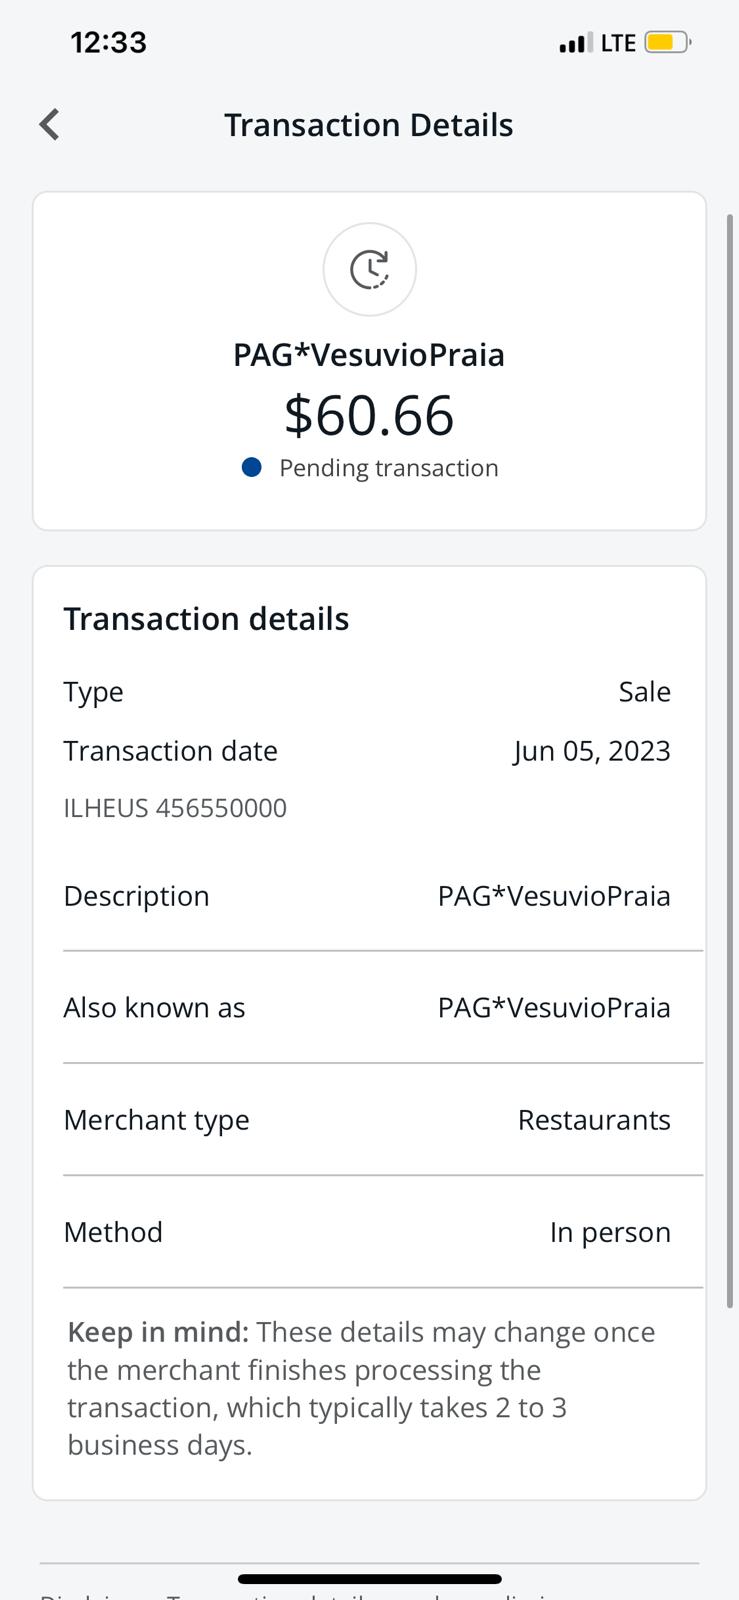 12:33
LTE
Transaction Details
PAG*VesuvioPraia
$60.66
Pending transaction
Transaction details
Type Sale
Transaction date Jun 05, 2023
ILHEUS 456550000
Description PAG*VesuvioPraia
Also known as PAG*VesuvioPraia
Merchant type Restaurants
Method In person
Keep in mind: These details may change once
the merchant finishes processing the
transaction, which typically takes 2 to 3
business days.